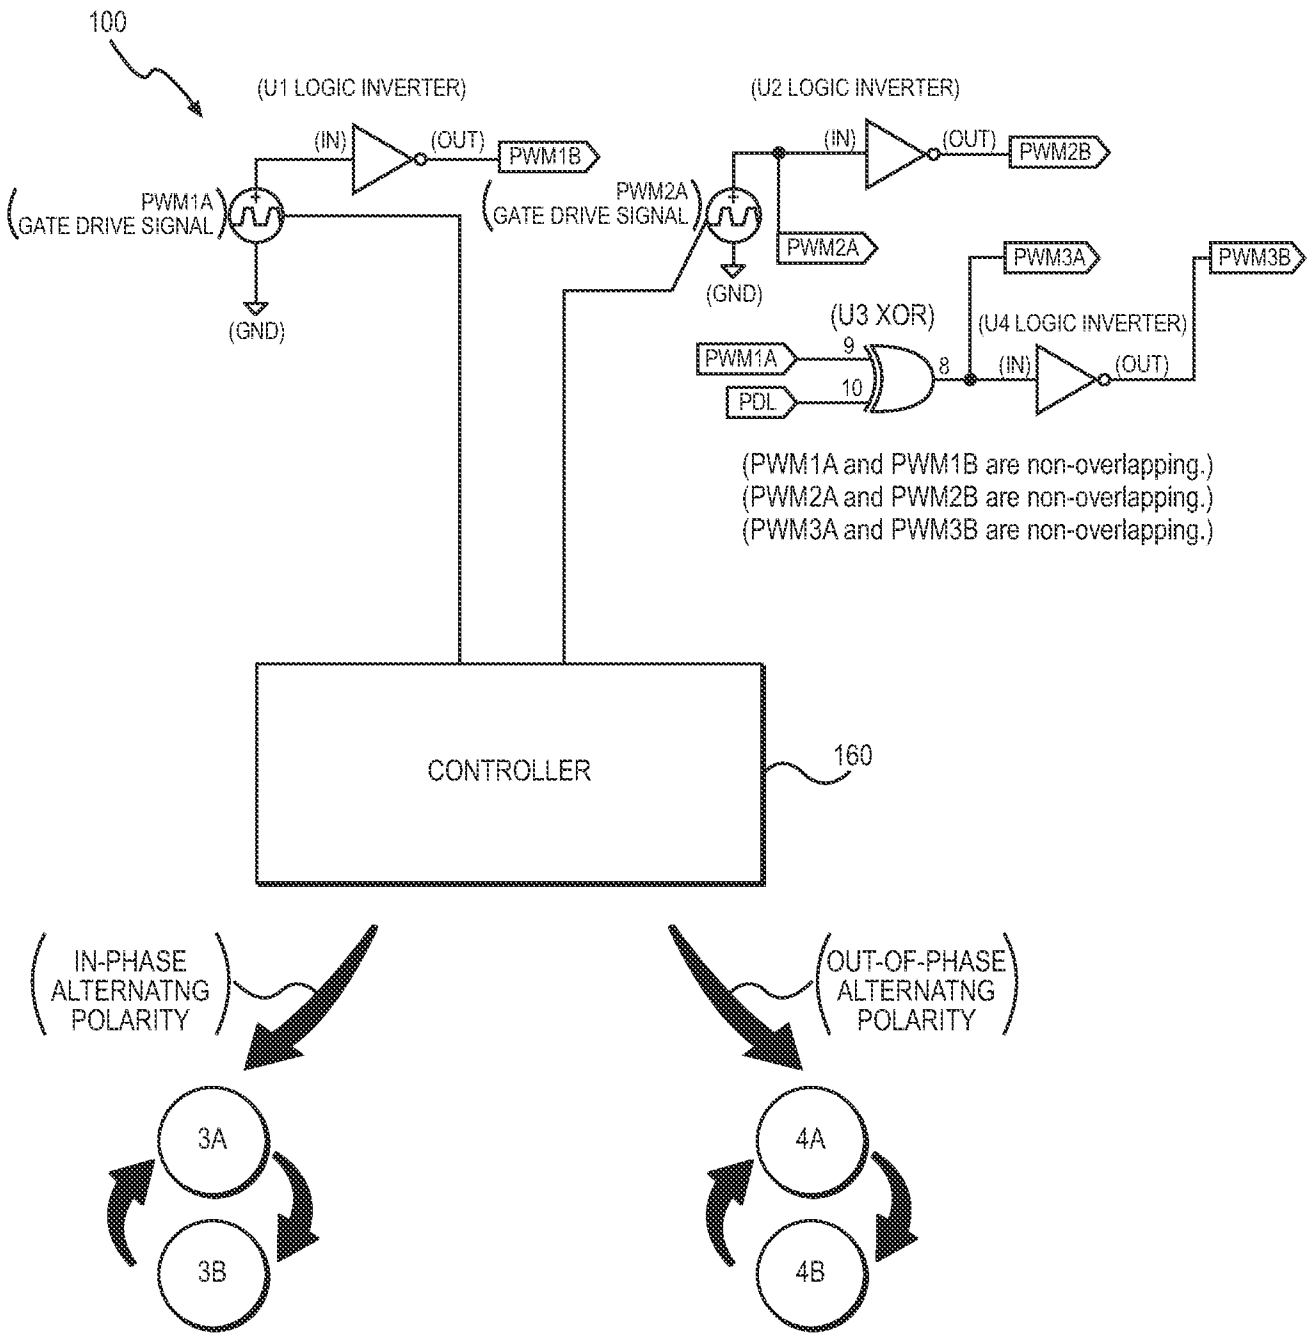 100
(U1 LOGIC INVERTER)
(IN)
(OUT)
PWM1B
(PWM1A
GATE DRIVE SIGNAL)
(GND)
(U2 LOGIC INVERTER)
(IN)
(OUT)
PWM2B
(PWM2A
GATE DRIVE SIGNAL)
PWM2A
(GND)
PWM3A
PWM3B
(U3 XOR)
(U4 LOGIC INVERTER)
PWM1A
9
PDL
10
8
(IN)
(OUT)
(PWM1A and PWM1B are non-overlapping.)
(PWM2A and PWM2B are non-overlapping.)
(PWM3A and PWM3B are non-overlapping.)
CONTROLLER
160
(IN-PHASE
ALTERNATNG
POLARITY)
(OUT-OF-PHASE
ALTERNATNG
POLARITY)
3A
3B
4A
4B